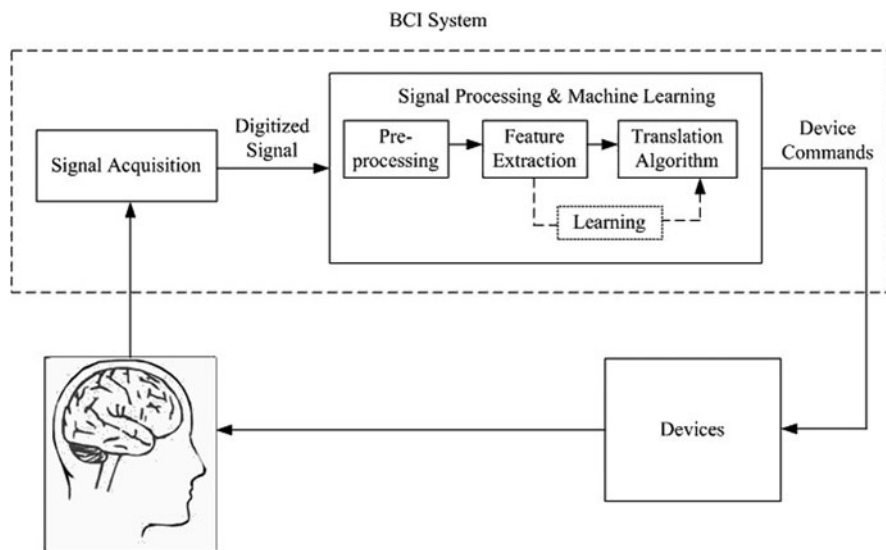 BCI System
Signal Processing & Machine Learning
Signal Acquisition
Digitized
Signal
Pre-
processing
Feature
Extraction
Translation
Algorithm
Learning
Device
Commands
Devices